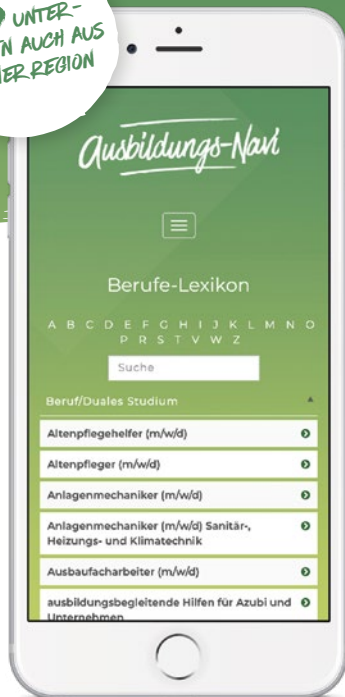 UNTER-
AUCH AUS
REGION
Ausbildungs-Navi
Berufe-Lexikon
A B C D E F G H I J K L M N O
P R S T V W Z
Suche
Beruf/Duales Studium
Altenpflegehelfer (m/w/d)
Altenpfleger (m/w/d)
Anlagenmechaniker (m/w/d)
Anlagenmechaniker (m/w/d) Sanitär-,
Heizungs- und Klimatechnik
Ausbaufacharbeiter (m/w/d)
ausbildungsbegleitende Hilfen für Azubi und
Unternehmen